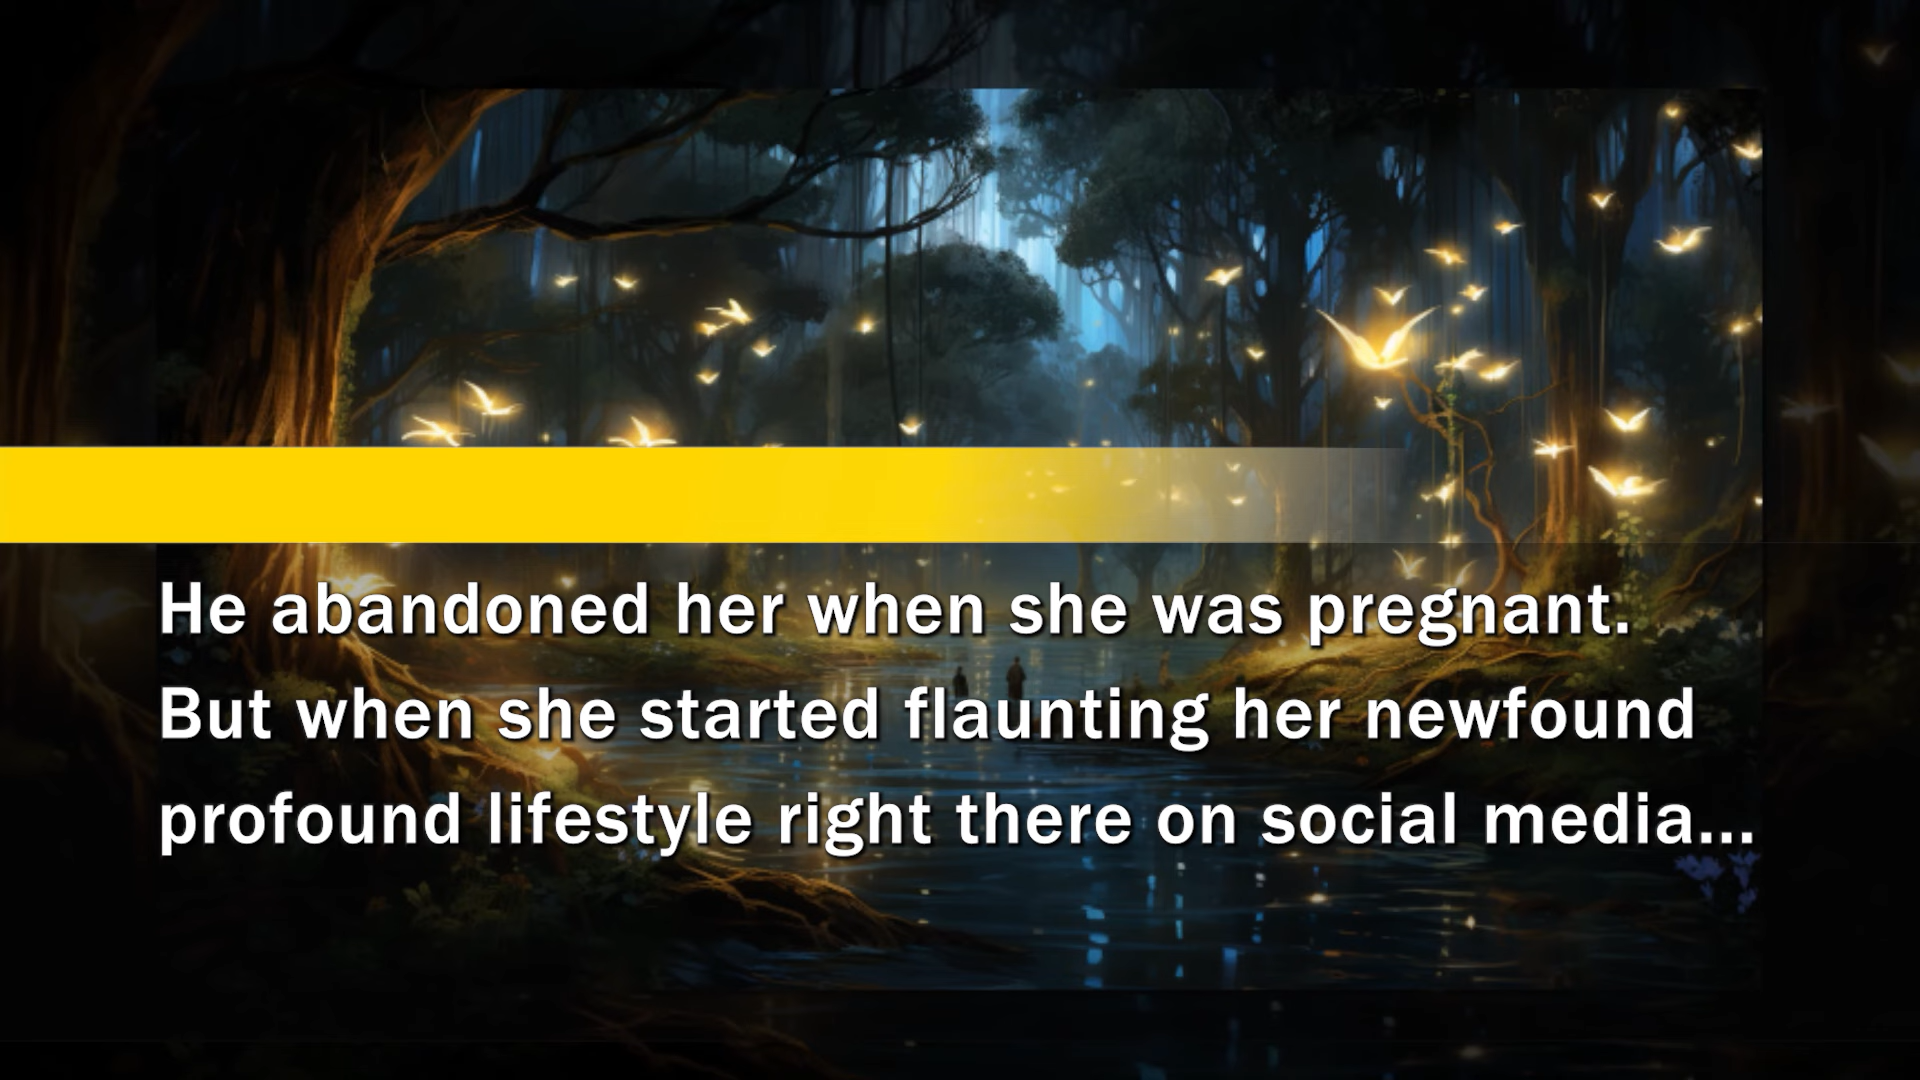 He abandoned her when she was pregnant.
But when she started flaunting her newfound
profound lifestyle right there on social media...